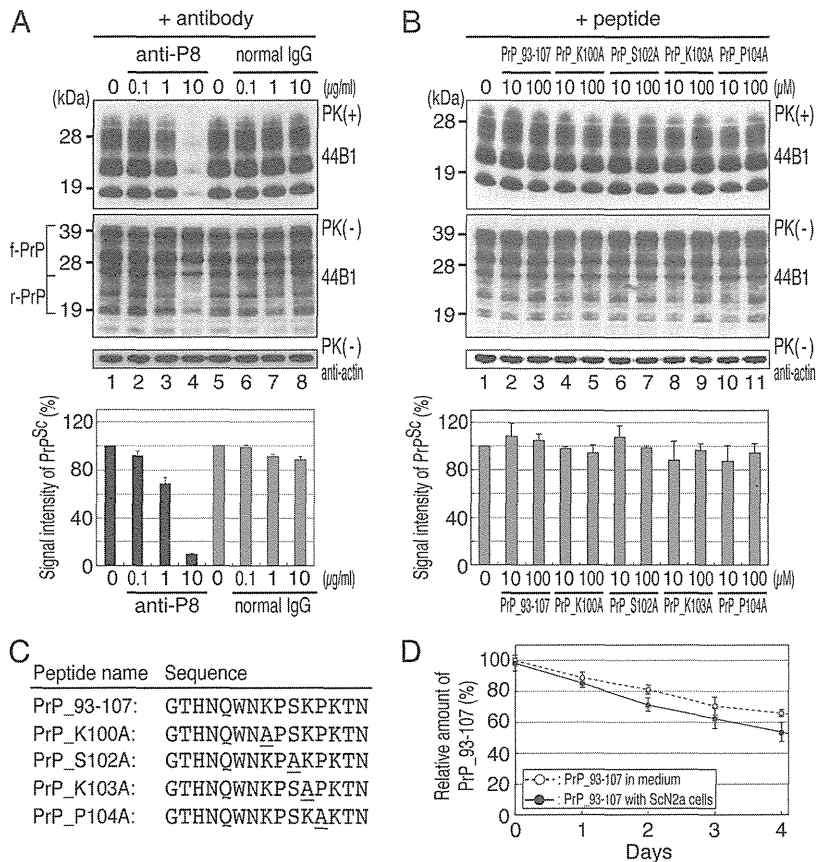 A
+ antibody
anti-P8 normal IgG
0 0.1 1 10 0 0.1 1 10 (µg/ml)
(kDa)
PK(+)
28
44B1
19
39
PK(-)
f-PrP
28
44B1
r-PrP
19
PK(-)
anti-actin
1 2 3 4 5 6 7 8
Signal intensity of PrPSc (%)
120
80
40
0
0 0.1 1 10 0 0.1 1 10 (µg/ml)
anti-P8 normal IgG
B
+ peptide
PrP_93-107 PrP_K100A PrP_S102A PrP_K103A PrP_P104A
0 10 100 10 100 10 100 10 100 10 100 (µM)
(kDa)
PK(+)
28
44B1
19
39
PK(-)
28
44B1
19
PK(-)
anti-actin
1 2 3 4 5 6 7 8 9 10 11
Signal intensity of PrPSc (%)
120
80
40
0
0 10 100 10 100 10 100 10 100 10 100 (µM)
PrP_93-107 PrP_K100A PrP_S102A PrP_K103A PrP_P104A
C
Peptide name Sequence
PrP_93-107: GTHNQWNKPSKPKTN
PrP_K100A: GTHNQWNAPSKPKTN
PrP_S102A: GTHNQWNKPAKPKTN
PrP_K103A: GTHNQWNKPSAPKTN
PrP_P104A: GTHNQWNKPSKAKTN
D
Relative amount of
PrP_93-107 (%)
100
80
60
40
20
0
: PrP_93-107 in medium
: PrP_93-107 with ScN2a cells
0 1 2 3 4
Days